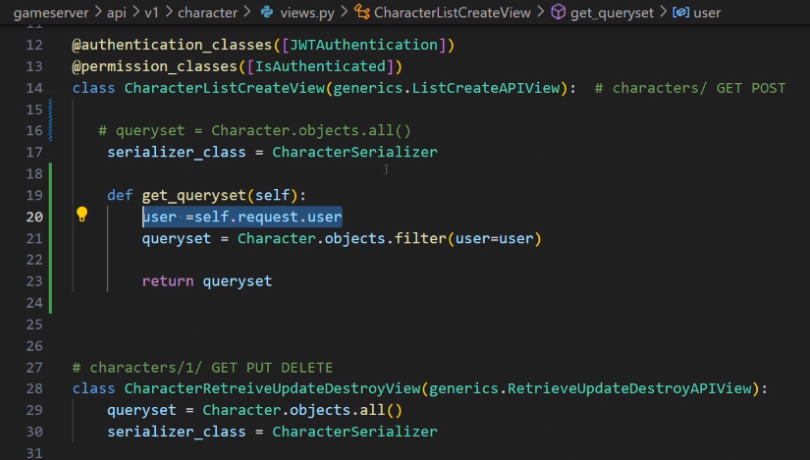 gameserver > api > v1 > character > views.py > CharacterListCreateView > get_queryset > user
11
12 @authentication_classes([JWTAuthentication])
13 @permission_classes([IsAuthenticated])
14 class CharacterListCreateView(generics.ListCreateAPIView):  # characters/ GET POST
15
16 # queryset = Character.objects.all()
17 serializer_class = CharacterSerializer
18
19 def get_queryset(self):
20 user =self.request.user
21 queryset = Character.objects.filter(user=user)
22
23 return queryset
24
25
26
27 # characters/1/ GET PUT DELETE
28 class CharacterRetreiveUpdateDestroyView(generics.RetrieveUpdateDestroyAPIView):
29 queryset = Character.objects.all()
30 serializer_class = CharacterSerializer
31